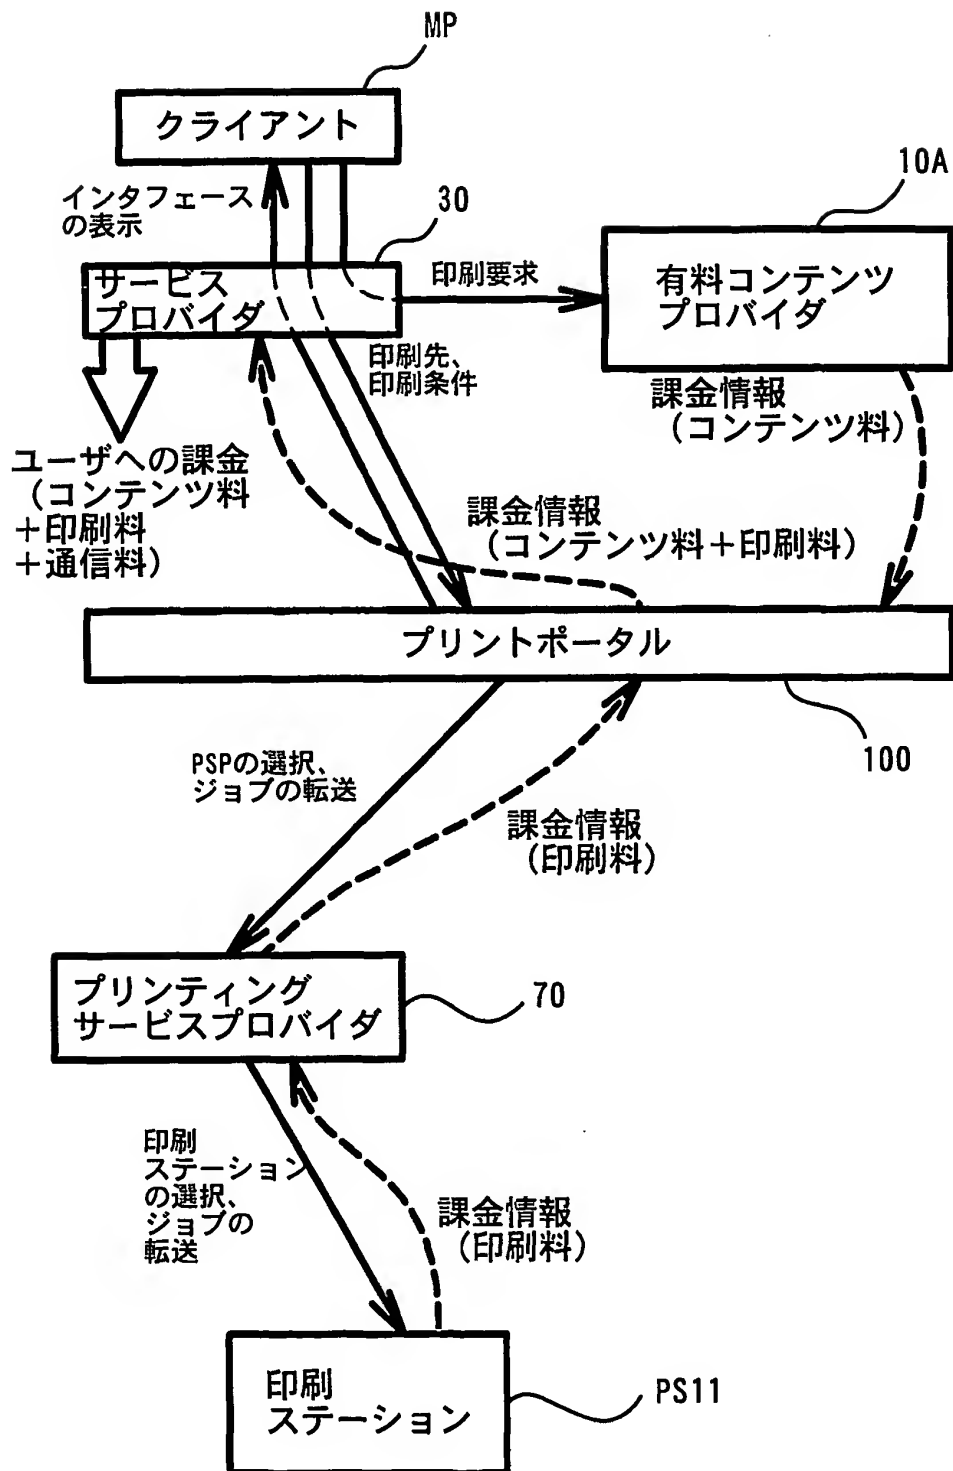 MP
クライアント
インタフェース
の表示
30
10A
サービス
プロバイダ
印刷要求
有料コンテンツ
プロバイダ
印刷先、
印刷条件
課金情報
（コンテンツ料）
ユーザへの課金
（コンテンツ料
＋印刷料
＋通信料）
課金情報
（コンテンツ料＋印刷料）
プリントポータル
100
PSPの選択、
ジョブの転送
課金情報
（印刷料）
プリンティング
サービスプロバイダ
70
印刷
ステーション
の選択、
ジョブの
転送
課金情報
（印刷料）
印刷
ステーション
PS11